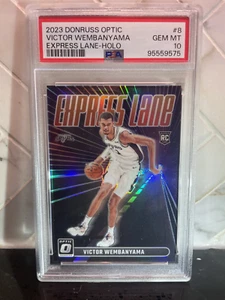 2023 DONRUSS OPTIC #8
VICTOR WEMBANYAMA GEM MT
EXPRESS LANE-HOLO 10
PSA 95559575
EXPRESS LANE
RC
OPTIC
VICTOR WEMBANYAMA